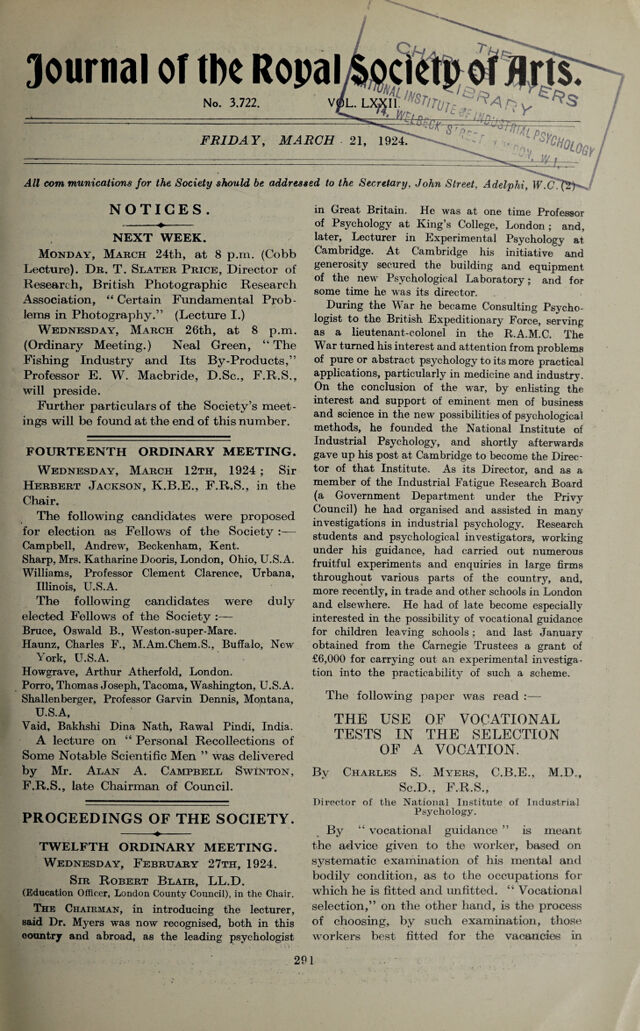 Journal of the Royal Society of Arts.
THE
CHARLES MYERS
LIBRARY
NATIONAL INSTITUTE OF INDUSTRIAL PSYCHOLOGY
14, WELBECK STREET
W.1.
No. 3.722. VOL. LXXII.
FRIDAY, MARCH 21, 1924.
All communications for the Society should be addressed to the Secretary, John Street, Adelphi, W.C. (2)
NOTICES.
NEXT WEEK.
MONDAY, MARCH 24th, at 8 p.m. (Cobb
Lecture). DR. T. SLATER PRICE, Director of
Research, British Photographic Research
Association, “ Certain Fundamental Prob-
lems in Photography.” (Lecture I.)
WEDNESDAY, MARCH 26th, at 8 p.m.
(Ordinary Meeting.) Neal Green, “ The
Fishing Industry and Its By-Products,”
Professor E. W. Macbride, D.Sc., F.R.S.,
will preside.
Further particulars of the Society’s meet-
ings will be found at the end of this number.
FOURTEENTH ORDINARY MEETING.
WEDNESDAY, MARCH 12TH, 1924 ; Sir
HERBERT JACKSON, K.B.E., F.R.S., in the
Chair.
The following candidates were proposed
for election as Fellows of the Society :—
Campbell, Andrew, Beckenham, Kent.
Sharp, Mrs. Katharine Dooris, London, Ohio, U.S.A.
Williams, Professor Clement Clarence, Urbana,
Illinois, U.S.A.
The following candidates were duly
elected Fellows of the Society :—
Bruce, Oswald B., Weston-super-Mare.
Haunz, Charles F., M.Am.Chem.S., Buffalo, New
York, U.S.A.
Howgrave, Arthur Atherfold, London.
Porro, Thomas Joseph, Tacoma, Washington, U.S.A.
Shallenberger, Professor Garvin Dennis, Montana,
U.S.A,
Vaid, Bakhshi Dina Nath, Rawal Pindi, India.
A lecture on “ Personal Recollections of
Some Notable Scientific Men ” was delivered
by Mr. ALAN A. CAMPBELL SWINTON,
F.R.S., late Chairman of Council.
PROCEEDINGS OF THE SOCIETY.
TWELFTH ORDINARY MEETING.
WEDNESDAY, FEBRUARY 27TH, 1924.
SIR ROBERT BLAIR, LL.D.
(Education Officer, London County Council), in the Chair.
THE CHAIRMAN, in introducing the lecturer,
said Dr. Myers was now recognised, both in this
country and abroad, as the leading psychologist
in Great Britain. He was at one time Professor
of Psychology at King’s College, London ; and,
later, Lecturer in Experimental Psychology at
Cambridge. At Cambridge his initiative and
generosity secured the building and equipment
of the new Psychological Laboratory ; and for
some time he was its director.
During the War he became Consulting Psycho-
logist to the British Expeditionary Force, serving
as a lieutenant-colonel in the R.A.M.C. The
War turned his interest and attention from problems
of pure or abstract psychology to its more practical
applications, particularly in medicine and industry.
On the conclusion of the war, by enlisting the
interest and support of eminent men of business
and science in the new possibilities of psychological
methods, he founded the National Institute of
Industrial Psychology, and shortly afterwards
gave up his post at Cambridge to become the Direc-
tor of that Institute. As its Director, and as a
member of the Industrial Fatigue Research Board
(a Government Department under the Privy
Council) he had organised and assisted in many
investigations in industrial psychology. Research
students and psychological investigators, working
under his guidance, had carried out numerous
fruitful experiments and enquiries in large firms
throughout various parts of the country, and,
more recently, in trade and other schools in London
and elsewhere. He had of late become especially
interested in the possibility of vocational guidance
for children leaving schools ; and last January
obtained from the Carnegie Trustees a grant of
£6,000 for carrying out an experimental investiga-
tion into the practicability of such a scheme.
The following paper was read :—
THE USE OF VOCATIONAL
TESTS IN THE SELECTION
OF A VOCATION.
By CHARLES S. MYERS, C.B.E., M.D.,
Sc.D., F.R.S.,
Director of the National Institute of Industrial
Psychology.
By “ vocational guidance ” is meant
the advice given to the worker, based on
systematic examination of his mental and
bodily condition, as to the occupations for
which he is fitted and unfitted. “ Vocational
selection,” on the other hand, is the process
of choosing, by such examination, those
workers best fitted for the vacancies in
291